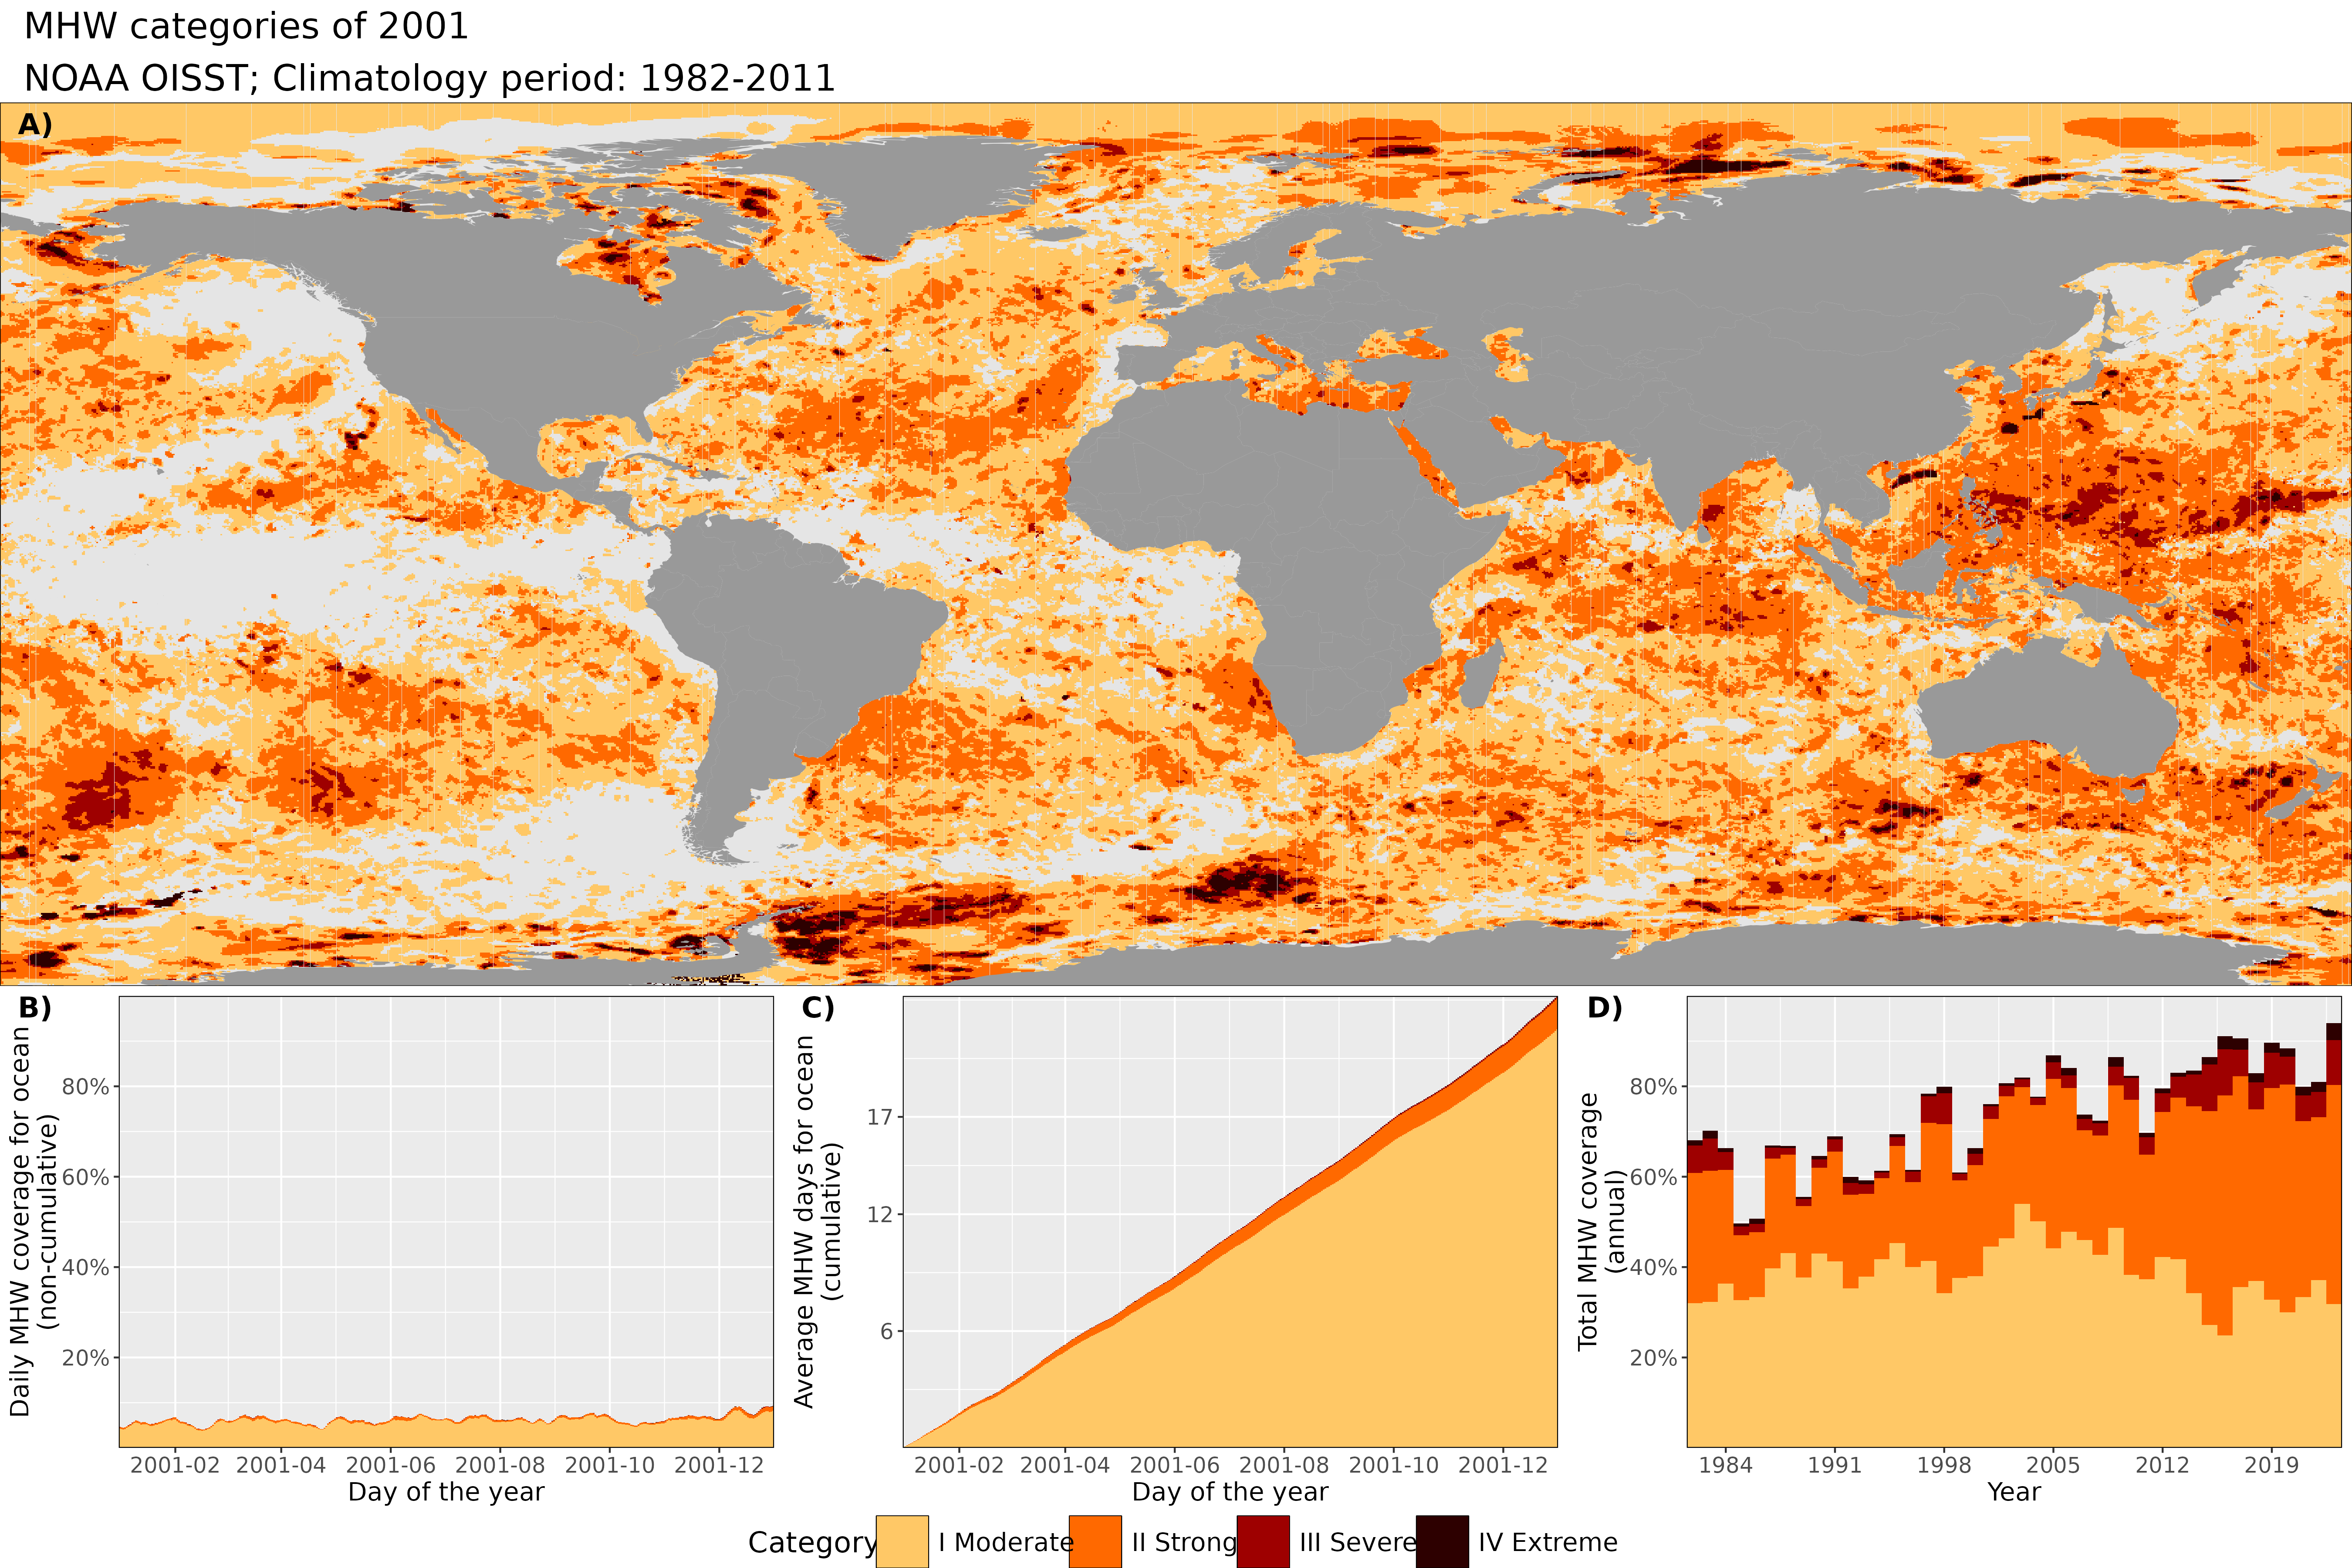 MHW categories of 2001
NOAA OISST; Climatology period: 1982-2011
A)
B)
Daily MHW coverage for ocean
(non-cumulative)
80%
60%
40%
20%
2001-02 2001-04 2001-06 2001-08 2001-10 2001-12
Day of the year
C)
Average MHW days for ocean
(cumulative)
17
12
6
2001-02 2001-04 2001-06 2001-08 2001-10 2001-12
Day of the year
D)
Total MHW coverage
(annual)
80%
60%
40%
20%
1984 1991 1998 2005 2012 2019
Year
Category I Moderate II Strong III Severe IV Extreme